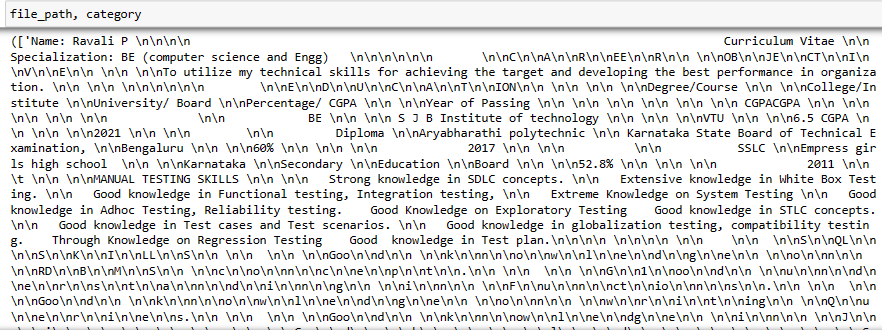 file_path, category
(['Name: Ravali P \n\n\n\n                                                                          Curriculum Vitae \n\n
Specialization: BE (computer science and Engg)   \n\n\n\n\n\n       \n\nC\n\nA\n\nR\n\nEE\n\nR\n\n \n\nOB\n\nJE\n\nCT\n\nI\n
\nV\n\nE\n\n \n\n \n\nTo utilize my technical skills for achieving the target and developing the best performance in organiza
tion. \n\n \n\n \n\n\n\n\n\n        \n\nE\n\nD\n\nU\n\nC\n\nA\n\nT\n\nION\n\n \n\n \n\n \n\nDegree/Course \n\n \n\nCollege/In
stitute \n\nUniversity/ Board \n\nPercentage/ CGPA \n\n \n\nYear of Passing \n\n \n\n \n\n \n\n \n\n \n\n CGPACGPA \n\n \n\n
\n\n \n\n \n\n           \n\n            BE \n\n \n\n S J B Institute of technology \n\n \n\n \n\nVTU \n\n \n\n6.5 CGPA \n
\n \n\n \n\n2021 \n\n \n\n        \n\n         Diploma \n\nAryabharathi polytechnic \n\n Karnataka State Board of Technical E
xamination, \n\nBengaluru \n\n \n\n60% \n\n \n\n \n\n \n\n            2017 \n\n \n\n           \n\n           SSLC \n\nEmpress gir
ls high school  \n\n \n\nKarnataka \n\nSecondary \n\nEducation \n\nBoard \n\n \n\n52.8% \n\n \n\n \n\n \n\n            2011 \n\n
\t \n\n \n\nMANUAL TESTING SKILLS \n\n \n\n   Strong knowledge in SDLC concepts. \n\n   Extensive knowledge in White Box Test
ing. \n\n   Good knowledge in Functional testing, Integration testing, \n\n   Extreme Knowledge on System Testing \n\n   Good
knowledge in Adhoc Testing, Reliability testing.   Good Knowledge on Exploratory Testing   Good knowledge in STLC concepts.
\n\n   Good knowledge in Test cases and Test scenarios. \n\n   Good knowledge in globalization testing, compatibility testin
g.   Through Knowledge on Regression Testing   Good  knowledge in Test plan.\n\n\n\n \n\n\n\n \n\n    \n\n   \n\nS\n\nQL\n\n
\n\nS\n\nK\n\nI\n\nLL\n\nS\n\n \n\n  \n\n  \n\nGoo\n\nd\n\n \n\nk\n\nn\n\no\n\nw\n\nl\n\ne\n\nd\n\ng\n\ne\n\n \n\no\n\nn\n\n
\n\nRD\n\nB\n\nM\n\nS\n\n \n\nc\n\no\n\nn\n\nc\n\ne\n\np\n\nt\n\n.\n\n \n\n  \n\n  \n\nG\n\n1\n\noo\n\nd\n\n \n\nu\n\nn\n\nd\n
\ne\n\nr\n\ns\n\nt\n\na\n\nn\n\nd\n\ni\n\nn\n\ng\n\n \n\ni\n\nn\n\n \n\nF\n\nu\n\nn\n\nct\n\nio\n\nn\n\ns\n\n.\n\n \n\n  \n\n
\n\nGoo\n\nd\n\n \n\nk\n\nn\n\no\n\nw\n\nl\n\ne\n\nd\n\ng\n\ne\n\n \n\no\n\nn\n\n \n\nw\n\nr\n\ni\n\nt\n\ning\n\n \n\nQ\n\nu
\n\ne\n\nr\n\ni\n\ne\n\ns.\n\n \n\n  \n\n  \n\nGoo\n\nd\n\n \n\nk\n\nn\n\now\n\nl\n\ne\n\ndg\n\ne\n\n \n\ni\n\nn\n\n \n\nJ\n\n